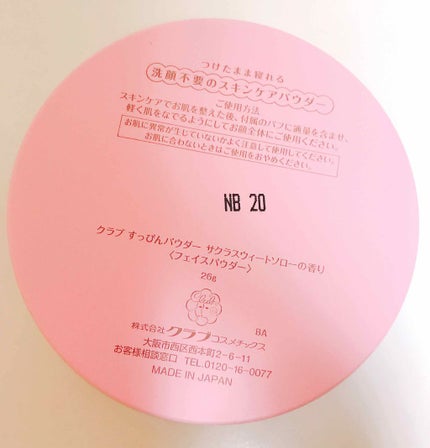 つけたまま寝れる
洗顔不要のスキンケアパウダー
ご使用方法
スキンケアでお肌を整えた後、付属のパフに適量を含ませ、
軽く肌をなでるようにしてお顔全体にご使用ください。
お肌に異常が生じていないかよく注意して使用してください。
お肌に合わないときはご使用をおやめください。
NB 20
クラブ すっぴんパウダー サクラスウィートソローの香り
〈フェイスパウダー〉
26g
BA
株式会社クラブコスメチックス
大阪市西区西本町2-6-11
お客様相談窓口 TEL.0120-16-0077
MADE IN JAPAN